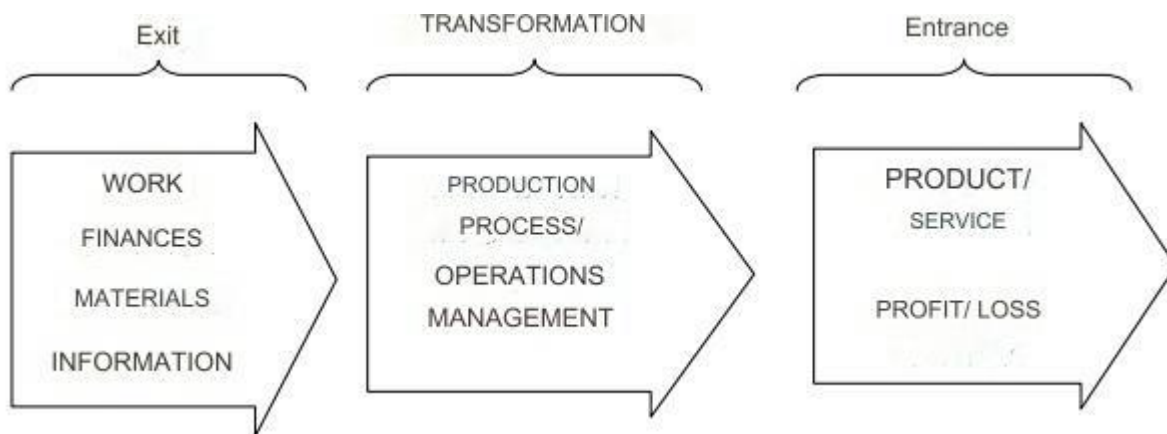 Exit
WORK
FINANCES
MATERIALS
INFORMATION
TRANSFORMATION
PRODUCTION
PROCESS/
OPERATIONS
MANAGEMENT
Entrance
PRODUCT/
SERVICE
PROFIT/ LOSS